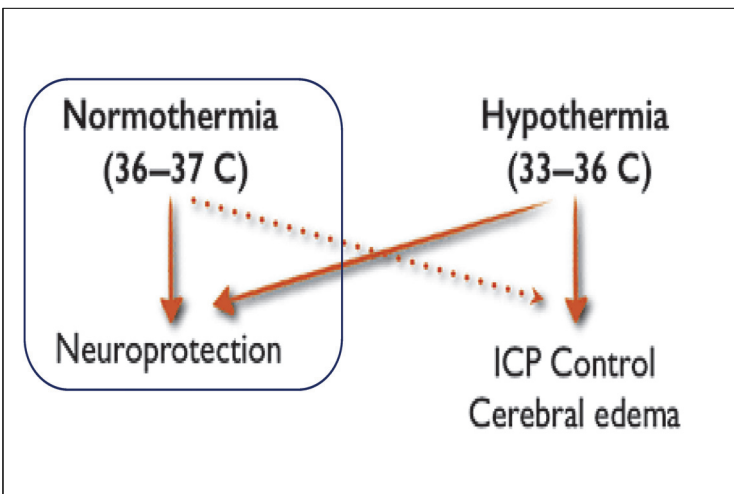 Normothermia
(36–37 C)
Hypothermia
(33–36 C)
Neuroprotection
ICP Control
Cerebral edema